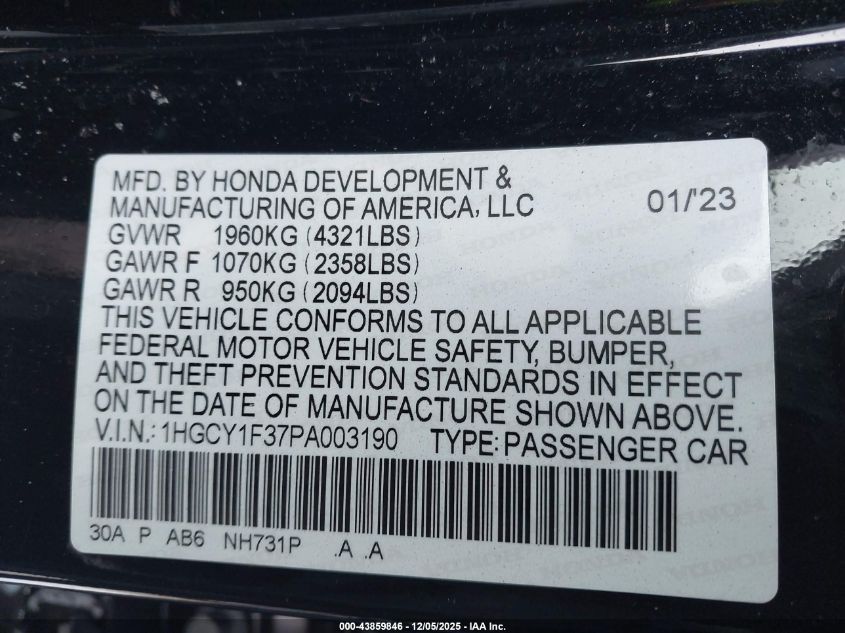 MFD. BY HONDA DEVELOPMENT &
MANUFACTURING OF AMERICA, LLC 01/'23
GVWR 1960KG (4321LBS)
GAWR F 1070KG (2358LBS)
GAWR R 950KG (2094LBS)
THIS VEHICLE CONFORMS TO ALL APPLICABLE
FEDERAL MOTOR VEHICLE SAFETY, BUMPER,
AND THEFT PREVENTION STANDARDS IN EFFECT
ON THE DATE OF MANUFACTURE SHOWN ABOVE.
V.I.N.: 1HGCY1F37PA003190 TYPE: PASSENGER CAR
30A P AB6 NH731P .A .A
000-43859846 - 12/05/2025 - IAA Inc.